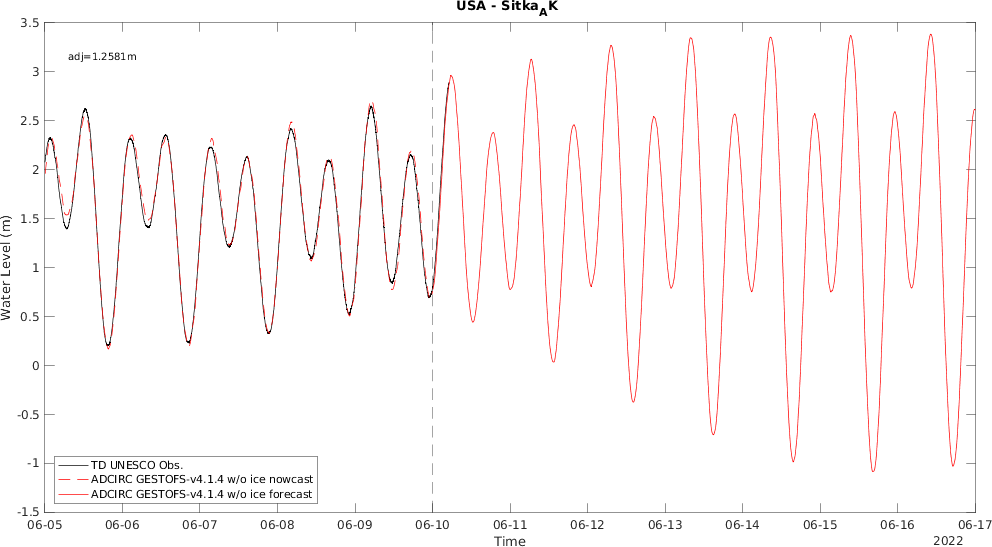 USA - Sitka_AK
adj=1.2581m
3.5
3
2.5
2
1.5
1
0.5
0
-0.5
-1
-1.5
Water Level (m)
TD UNESCO Obs.
ADCIRC GESTOFS-v4.1.4 w/o ice nowcast
ADCIRC GESTOFS-v4.1.4 w/o ice forecast
06-05 06-06 06-07 06-08 06-09 06-10 06-11 06-12 06-13 06-14 06-15 06-16 06-17
Time
2022